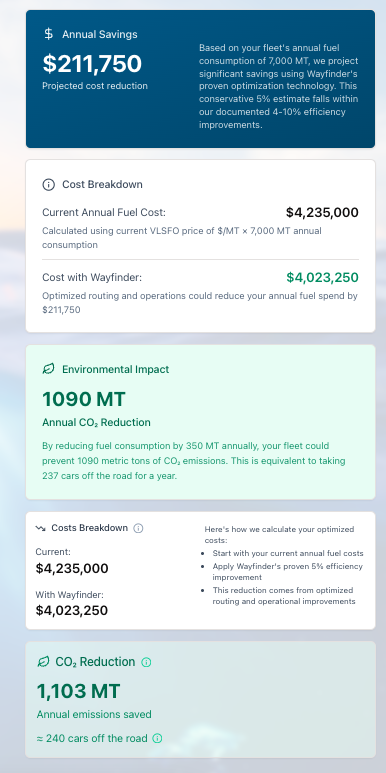 Annual Savings
$211,750
Projected cost reduction
Based on your fleet's annual fuel
consumption of 7,000 MT, we project
significant savings using Wayfinder's
proven optimization technology. This
conservative 5% estimate falls within
our documented 4-10% efficiency
improvements.
Cost Breakdown
Current Annual Fuel Cost: $4,235,000
Calculated using current VLSFO price of $/MT × 7,000 MT annual
consumption
Cost with Wayfinder: $4,023,250
Optimized routing and operations could reduce your annual fuel spend by
$211,750
Environmental Impact
1090 MT
Annual CO₂ Reduction
By reducing fuel consumption by 350 MT annually, your fleet could
prevent 1090 metric tons of CO₂ emissions. This is equivalent to taking
237 cars off the road for a year.
Costs Breakdown
Current:
$4,235,000
With Wayfinder:
$4,023,250
Here's how we calculate your optimized
costs:
• Start with your current annual fuel costs
• Apply Wayfinder's proven 5% efficiency
improvement
• This reduction comes from optimized
routing and operational improvements
CO₂ Reduction
1,103 MT
Annual emissions saved
≈ 240 cars off the road